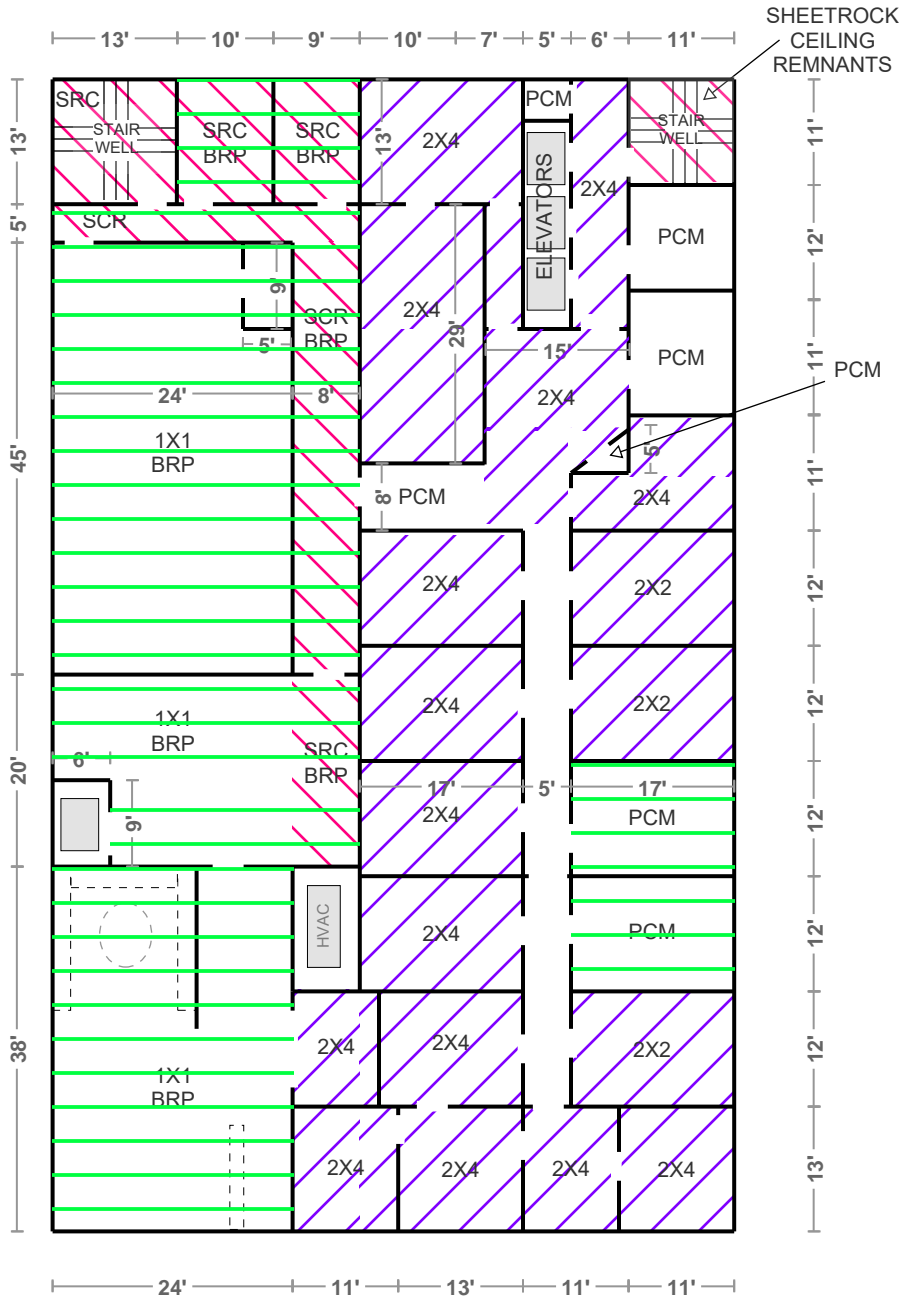 SHEETROCK
CEILING
REMNANTS
13'
10'
9'
10'
7'
5'
6'
11'
SRC
STAIR
WELL
SRC
BRP
SRC
BRP
13'
2X4
PCM
ELEVATORS
2X4
STAIR
WELL
13'
11'
5'
SCR
PCM
12'
9'
5'
SCR
BRP
2X4
29'
15'
PCM
11'
PCM
24'
8'
2X4
1X1
BRP
45'
5'
8'
PCM
2X4
11'
2X4
2X2
12'
1X1
BRP
2X4
2X2
12'
SRC
BRP
6'
20'
9'
17'
5'
17'
2X4
PCM
12'
HVAC
2X4
PCM
12'
38'
2X4
2X4
2X2
12'
1X1
BRP
2X4
2X4
2X4
2X4
13'
24'
11'
13'
11'
11'